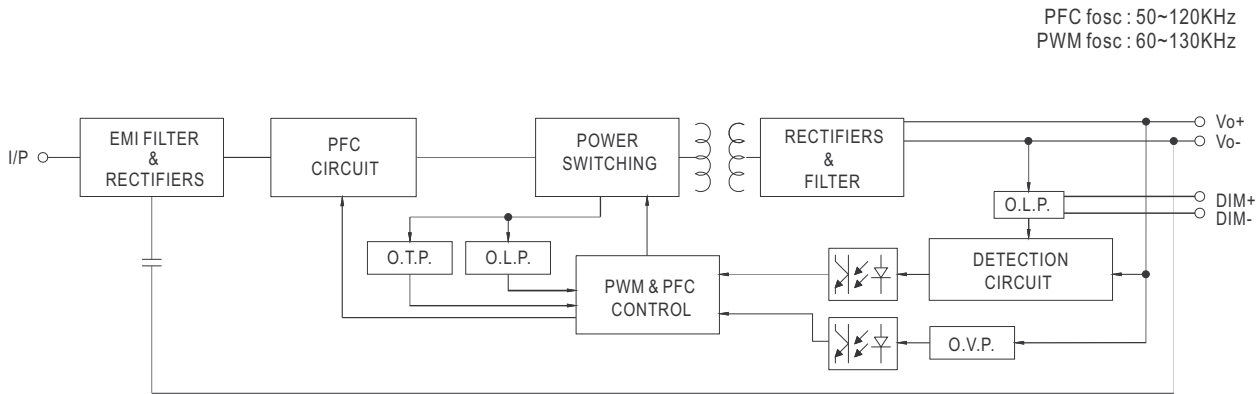 PFC fosc : 50~120KHz
PWM fosc : 60~130KHz
I/P
EMI FILTER
&
RECTIFIERS
PFC
CIRCUIT
POWER
SWITCHING
RECTIFIERS
&
FILTER
Vo+
Vo-
O.L.P.
DIM+
DIM-
O.T.P.
O.L.P.
PWM & PFC
CONTROL
DETECTION
CIRCUIT
O.V.P.